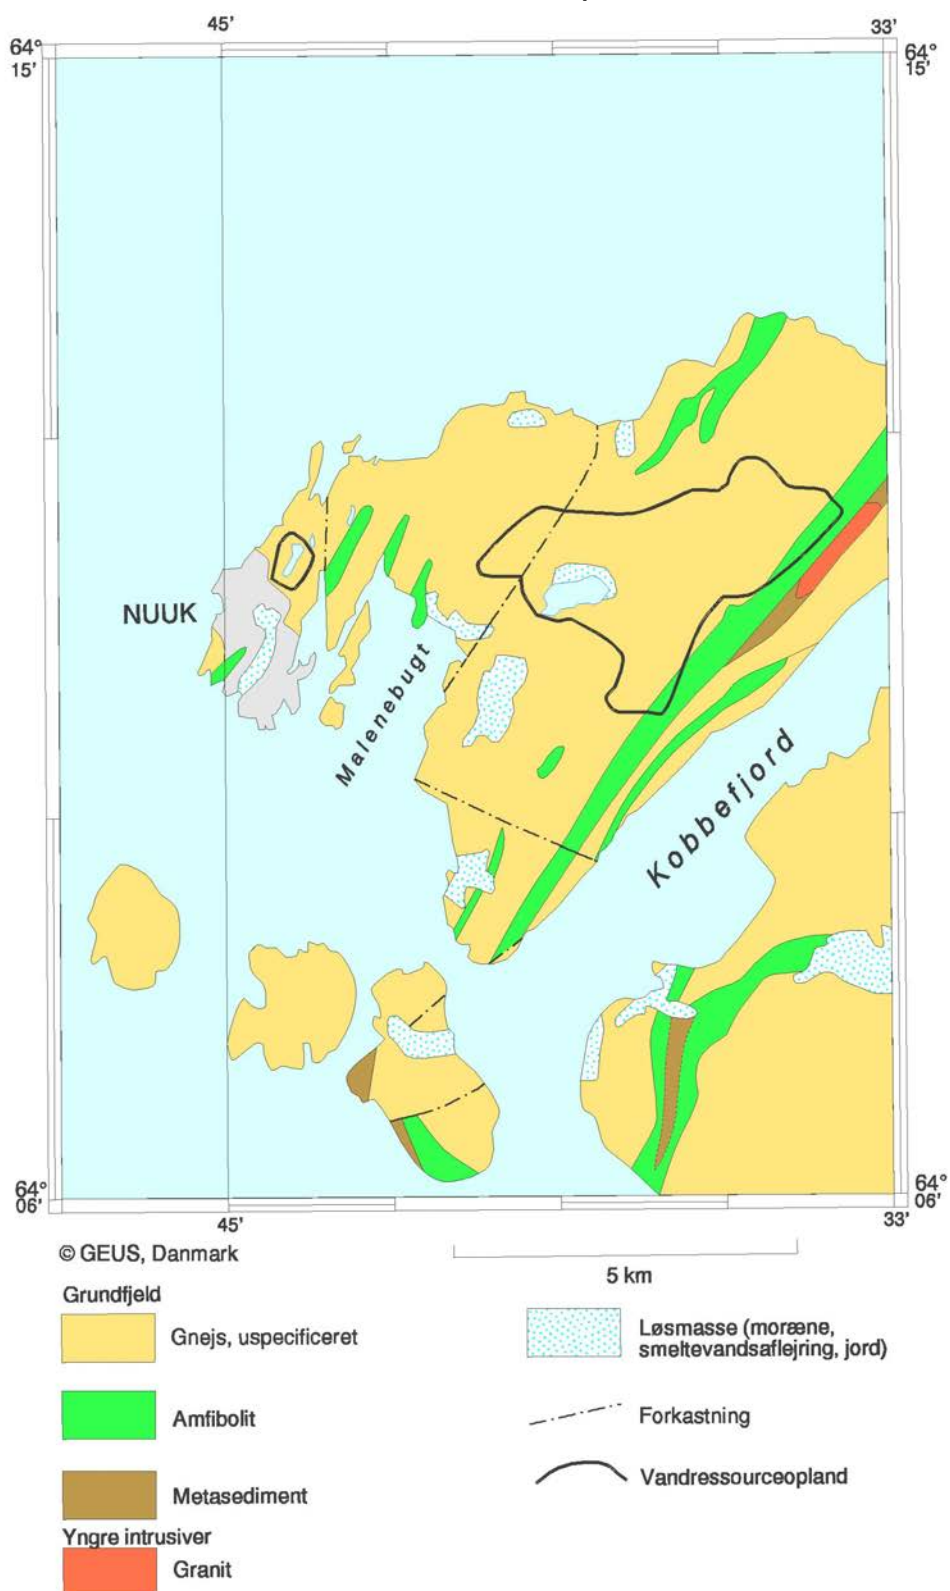 45'
33'
64°
15'
64°
15'
NUUK
Malenebugt
Kobbefjord
64°
06'
64°
06'
45'
33'
© GEUS, Danmark
5 km
Grundfjeld
Gnejs, uspecificeret
Amfibolit
Metasediment
Yngre intrusiver
Granit
Løsmasse (moræne,
smeltevandsaflejring, jord)
Forkastning
Vandressourceopland